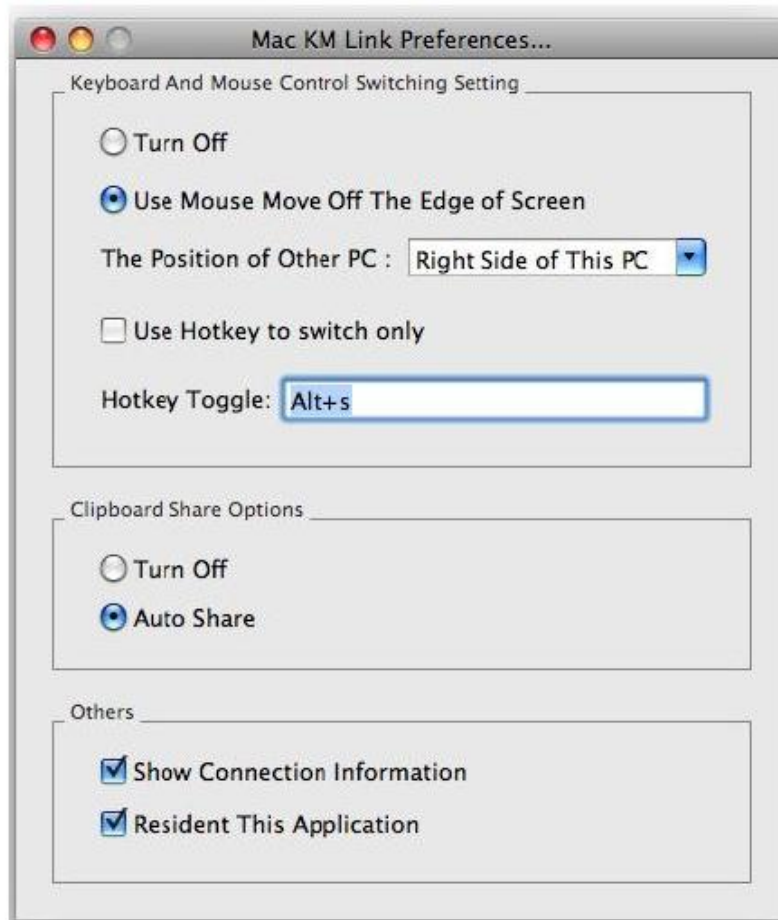 Mac KM Link Preferences...
Keyboard And Mouse Control Switching Setting
Turn Off
Use Mouse Move Off The Edge of Screen
The Position of Other PC : Right Side of This PC
Use Hotkey to switch only
Hotkey Toggle: Alt+s
Clipboard Share Options
Turn Off
Auto Share
Others
Show Connection Information
Resident This Application